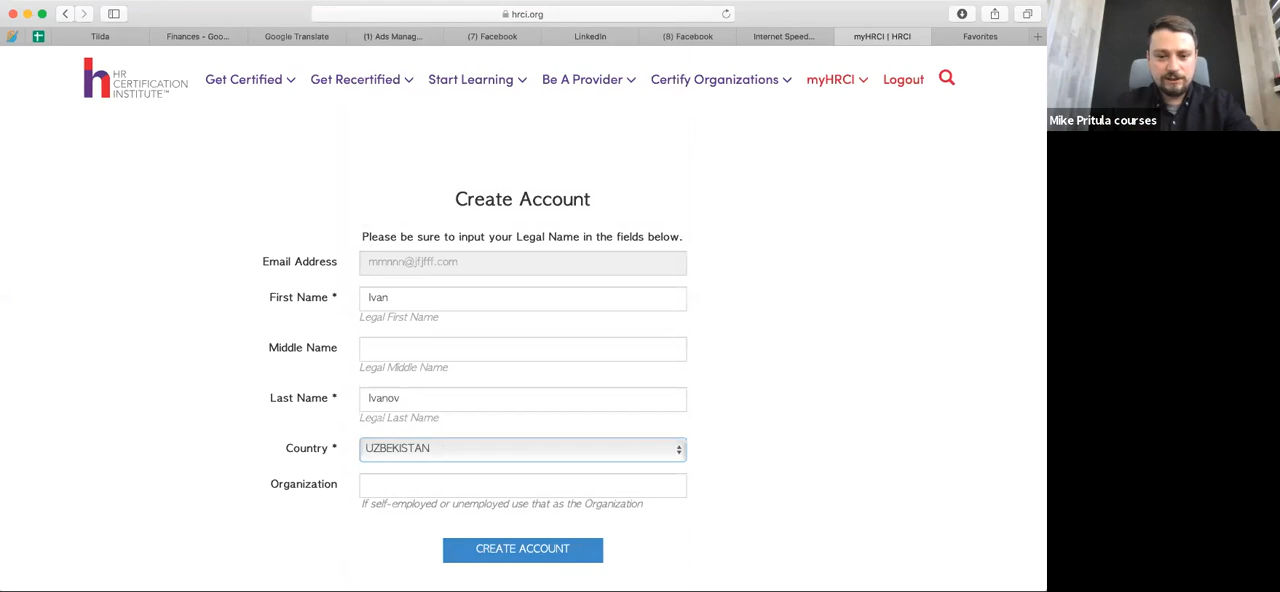 hrci.org
Tilda
Finances - Goo...
Google Translate
(1) Ads Manag...
(7) Facebook
LinkedIn
(8) Facebook
Internet Speed...
myHRCI | HRCI
Favorites
HR CERTIFICATION INSTITUTE™
Get Certified
Get Recertified
Start Learning
Be A Provider
Certify Organizations
myHRCI
Logout
Mike Pritula courses
Create Account
Please be sure to input your Legal Name in the fields below.
Email Address
mmnnn@jfjfff.com
First Name *
Ivan
Legal First Name
Middle Name
Legal Middle Name
Last Name *
Ivanov
Legal Last Name
Country *
UZBEKISTAN
Organization
If self-employed or unemployed use that as the Organization
CREATE ACCOUNT